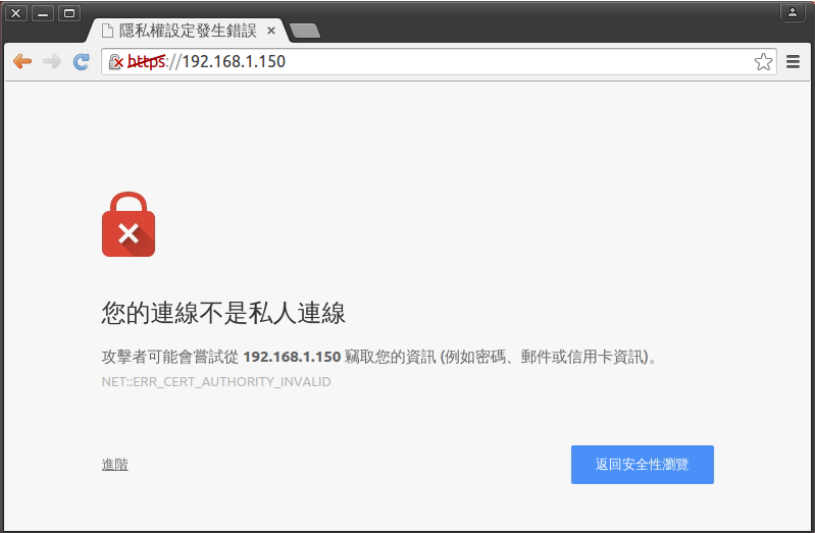 隱私權設定發生錯誤
https://192.168.1.150
您的連線不是私人連線
攻擊者可能會嘗試從 192.168.1.150 竊取您的資訊 (例如密碼、郵件或信用卡資訊)。
NET::ERR_CERT_AUTHORITY_INVALID
進階
返回安全性瀏覽